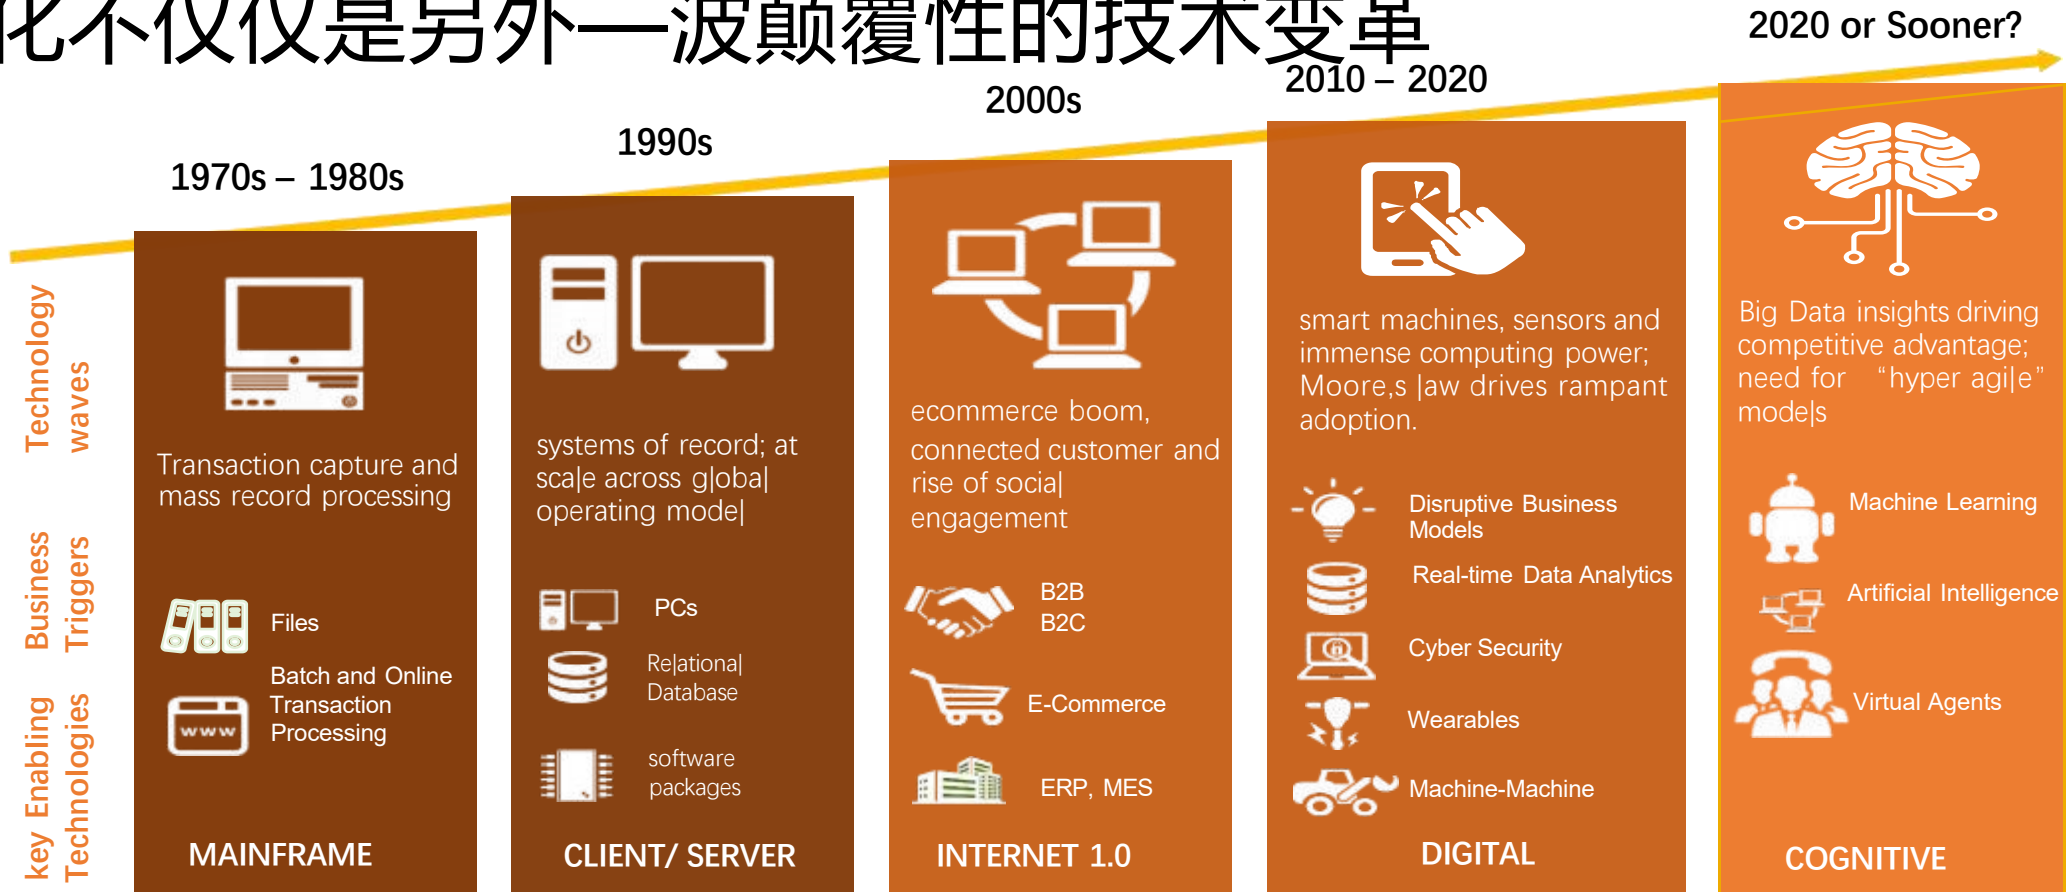 化不仅仅是另外一波颠覆性的技术变革
2020 or Sooner?
2010 – 2020
2000s
1990s
1970s – 1980s
Technology
waves
Business
Triggers
key Enabling
Technologies
Transaction capture and
mass record processing
Files
Batch and Online
Transaction
Processing
www
MAINFRAME
systems of record; at
scale across global
operating model
PCs
Relational
Database
software
packages
CLIENT/ SERVER
ecommerce boom,
connected customer and
rise of social
engagement
B2B
B2C
E-Commerce
ERP, MES
INTERNET 1.0
smart machines, sensors and
immense computing power;
Moore,s law drives rampant
adoption.
Disruptive Business
Models
Real-time Data Analytics
Cyber Security
Wearables
Machine-Machine
DIGITAL
Big Data insights driving
competitive advantage;
need for “hyper agile”
models
Machine Learning
Artificial Intelligence
Virtual Agents
COGNITIVE